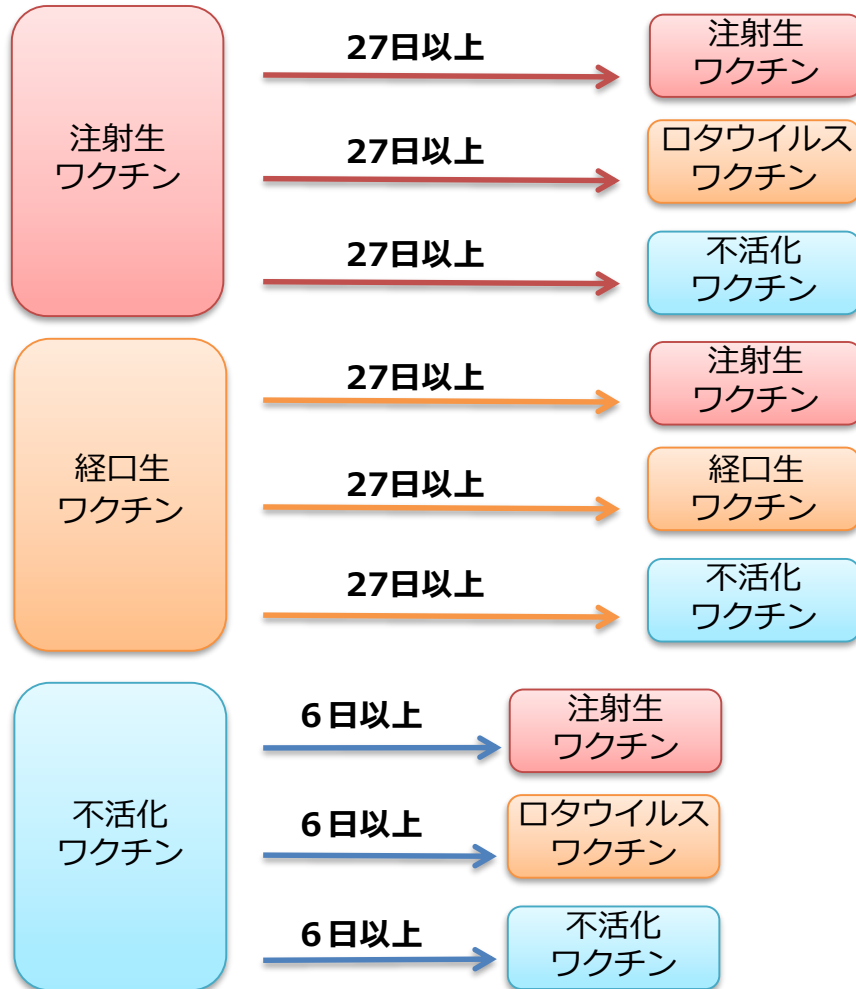 注射生
ワクチン
27日以上
注射生
ワクチン
27日以上
ロタウイルス
ワクチン
27日以上
不活化
ワクチン
経口生
ワクチン
27日以上
注射生
ワクチン
27日以上
経口生
ワクチン
27日以上
不活化
ワクチン
不活化
ワクチン
６日以上
注射生
ワクチン
６日以上
ロタウイルス
ワクチン
６日以上
不活化
ワクチン